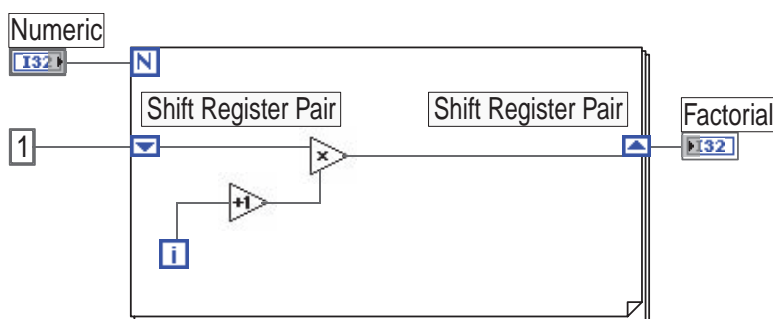 Numeric
I32
N
Shift Register Pair
Shift Register Pair
Factorial
1
x
I32
+1
i